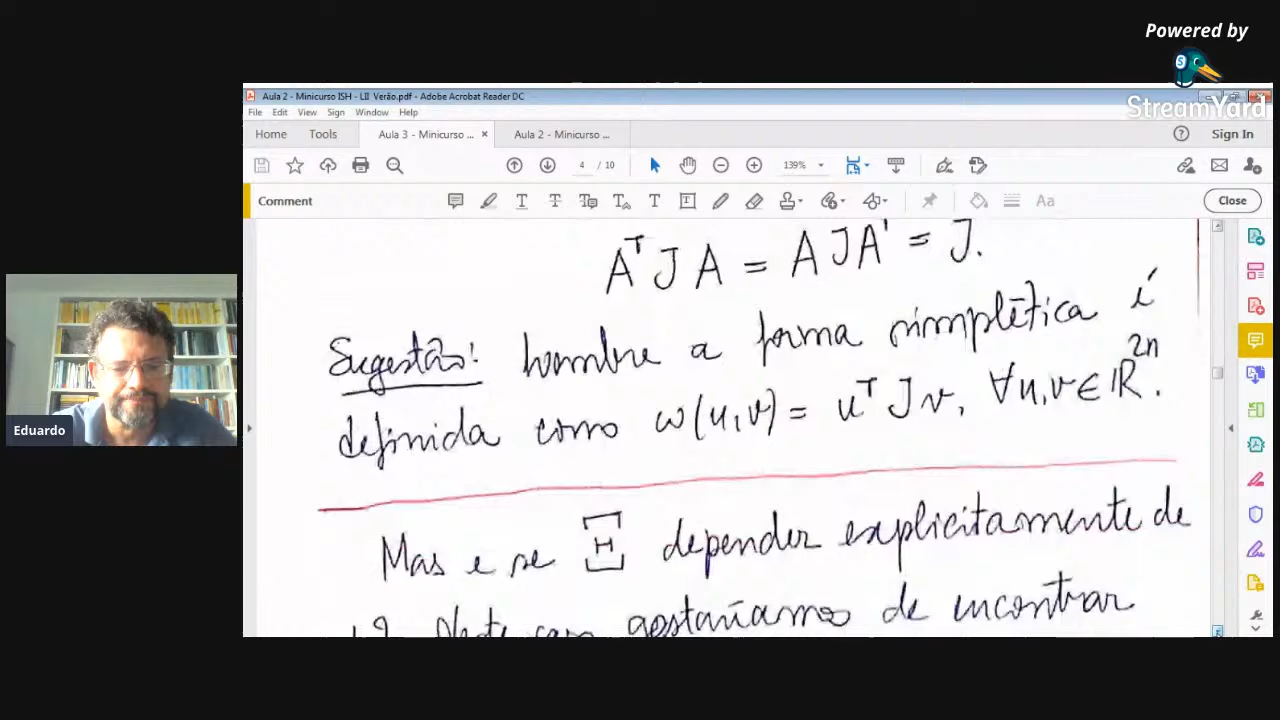 Powered by
StreamYard
Aula 2 - Minicurso ISH - LII Verão.pdf - Adobe Acrobat Reader DC
File Edit View Sign Window Help
Home Tools Aula 3 - Minicurso ... × Aula 2 - Minicurso ... Sign In
4 / 10 139%
Comment Aa Close
AᵀJA = AJAᵀ = J.
Sugestão: hombre a forma simplética é
definida como ω(u,v) = uᵀJv, ∀u,v ∈ ℝ²ⁿ.
Mas e se Ξ depender explicitamente de
gostaríamos de encontrar
Eduardo